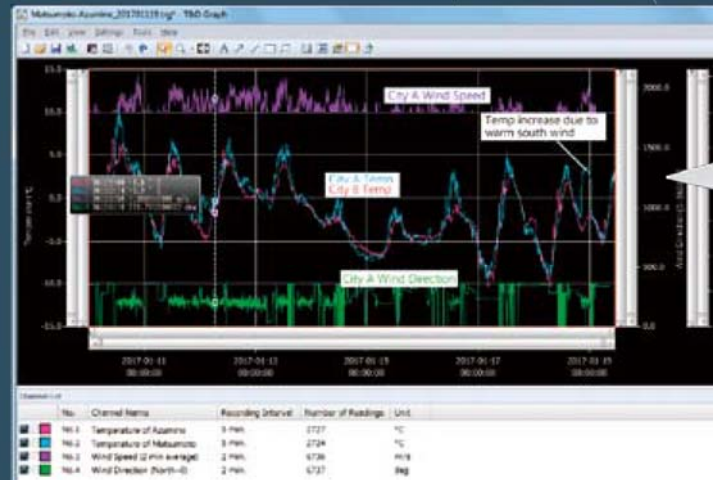 Matsumoto-Azumino_20170119.trg* - T&D Graph
File Edit View Settings Tools Help
15.0
10.0
5.0
0.0
-5.0
-10.0
-15.0
2000.0
1500.0
1000.0
500.0
0.0
City A Wind Speed
Temp increase due to
warm south wind
City A Temp
City B Temp
City A Wind Direction
2017-01-11
00:00:00
2017-01-13
00:00:00
2017-01-15
00:00:00
2017-01-17
00:00:00
2017-01-19
00:00:00
Channel List
No. Channel Name Recording Interval Number of Readings Unit
No.1 Temperature of Azumino 5 min. 2727 °C
No.2 Temperature of Matsumoto 5 min. 2724 °C
No.3 Wind Speed (2 min average) 2 min. 6736 m/s
No.4 Wind Direction (North=0) 2 min. 6737 deg